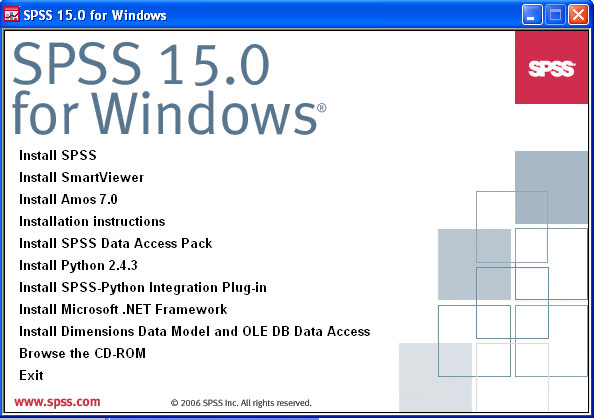 SPSS 15.0 for Windows
SPSS 15.0
for Windows®
SPSS
Install SPSS
Install SmartViewer
Install Amos 7.0
Installation instructions
Install SPSS Data Access Pack
Install Python 2.4.3
Install SPSS-Python Integration Plug-in
Install Microsoft .NET Framework
Install Dimensions Data Model and OLE DB Data Access
Browse the CD-ROM
Exit
www.spss.com
© 2006 SPSS Inc. All rights reserved.